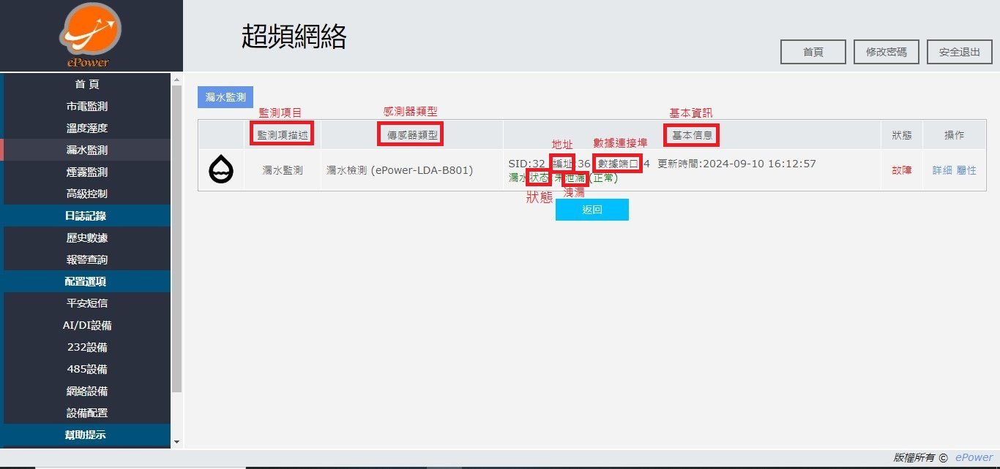 ePower
超頻網絡
首頁
修改密碼
安全退出
首 頁
市電監測
溫度溼度
漏水監測
煙霧監測
高級控制
日誌記錄
歷史數據
報警查詢
配置選項
平安短信
AI/DI設備
232設備
485設備
網絡設備
設備配置
幫助提示
漏水監測
監測項目
感測器類型
基本資訊
監測項描述
傳感器類型
基本信息
狀態
操作
地址
數據連接埠
漏水監測
漏水檢測 (ePower-LDA-B801)
SID:32 編址:36 數據端口 4 更新時間:2024-09-10 16:12:57
漏水状态 未泄漏 (正常)
故障
詳細 屬性
狀態
洩漏
返回
版權所有 © ePower